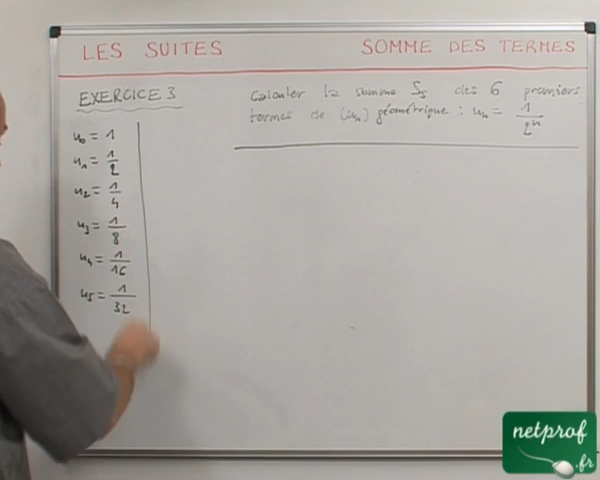 LES SUITES SOMME DES TERMES
EXERCICE 3
Calculer la somme S₅ des 6 premiers
termes de (uₙ) géométrique : uₙ = 1/2ⁿ
u₀ = 1
u₁ = 1/2
u₂ = 1/4
u₃ = 1/8
u₄ = 1/16
u₅ = 1/32
netprof
.fr